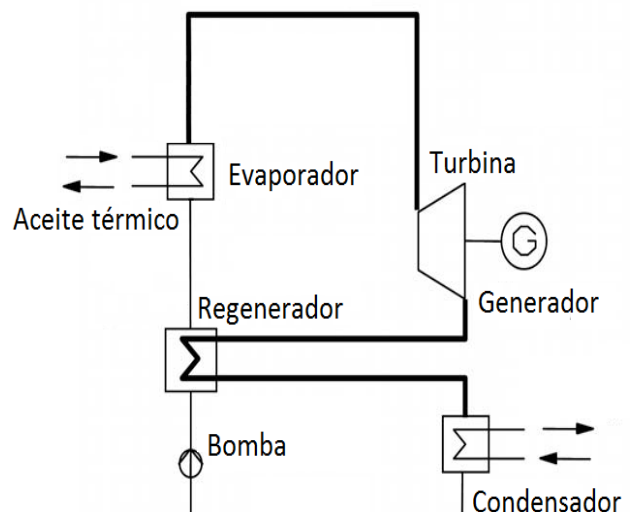 Turbina
Evaporador
Aceite térmico
G
Generador
Regenerador
Bomba
Condensador